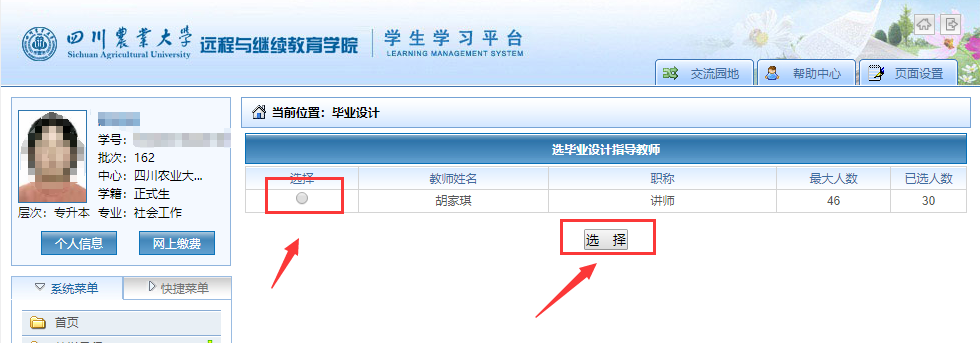 四川農業大學 远程与继续教育学院 学生学习平台
Sichuan Agricultural University LEARNING MANAGEMENT SYSTEM
交流园地 帮助中心 页面设置
学号:
批次: 162
中心: 四川农业大...
学籍: 正式生
层次: 专升本 专业: 社会工作
个人信息 网上缴费
系统菜单 快捷菜单
首页
当前位置: 毕业设计
选毕业设计指导教师
选择 教师姓名 职称 最大人数 已选人数
胡家琪 讲师 46 30
选 择